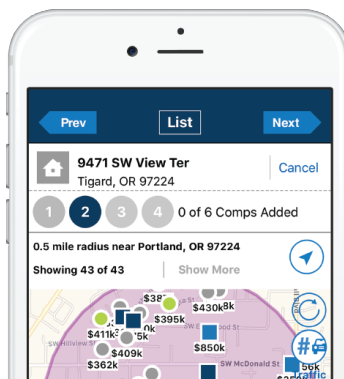 Prev List Next
9471 SW View Ter
Cancel
Tigard, OR 97224
1 2 3 4 0 of 6 Comps Added
0.5 mile radius near Portland, OR 97224
Showing 43 of 43 Show More
$430k
$395k
SW Hillview
$850k
$409k
$362k
SW McDonald St
#